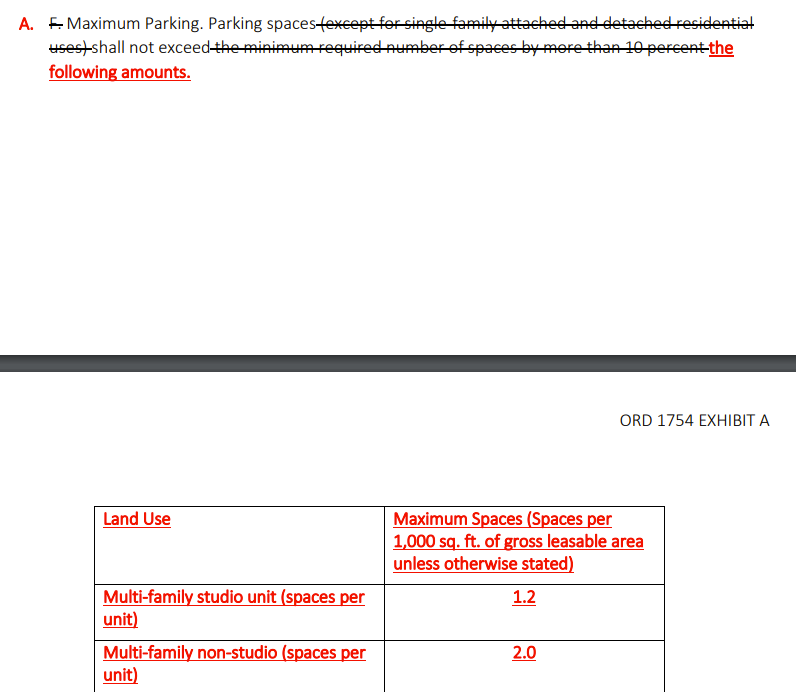 A. F. Maximum Parking. Parking spaces (except for single-family attached and detached residential
uses) shall not exceed the minimum required number of spaces by more than 10 percent the
following amounts.
ORD 1754 EXHIBIT A
Land Use
Maximum Spaces (Spaces per
1,000 sq. ft. of gross leasable area
unless otherwise stated)
Multi-family studio unit (spaces per
unit)
1.2
Multi-family non-studio (spaces per
unit)
2.0